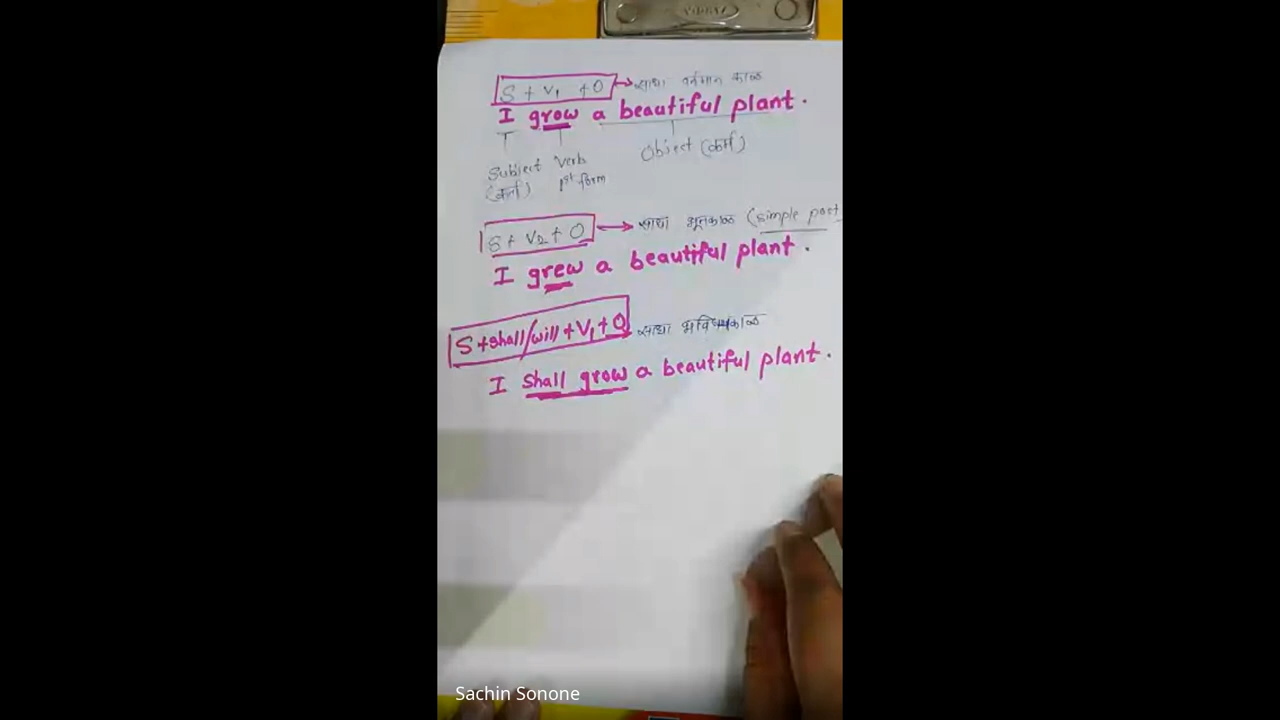 S + V₁ + O → साधा वर्तमान काळ
I grow a beautiful plant.
Subject Verb Object (कर्म)
(कर्ता) 1st form
S + V₂ + O → साधा भूतकाळ (simple past
I grew a beautiful plant.
S + shall/will + V₁ + O साधा भविष्यकाळ
I shall grow a beautiful plant.
Sachin Sonone